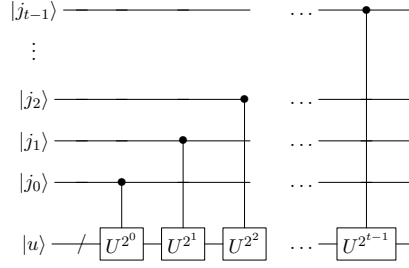 |j_{t−1}⟩ …
⋮
|j_2⟩ …
|j_1⟩ …
|j_0⟩ …
|u⟩ U^{2^0} U^{2^1} U^{2^2} … U^{2^{t−1}}